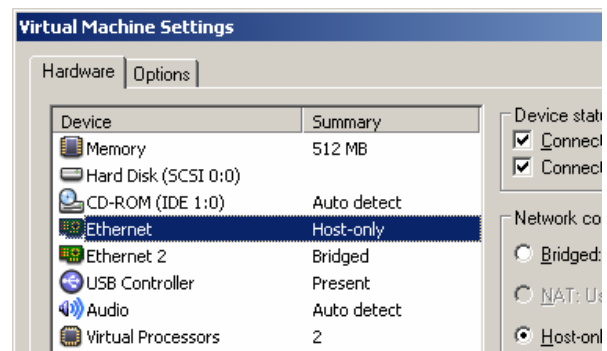 Virtual Machine Settings
Hardware Options
Device Summary
Memory 512 MB
Hard Disk (SCSI 0:0)
CD-ROM (IDE 1:0) Auto detect
Ethernet Host-only
Ethernet 2 Bridged
USB Controller Present
Audio Auto detect
Virtual Processors 2
Device statu
Connect
Connect
Network co
Bridged:
NAT: Us
Host-onl